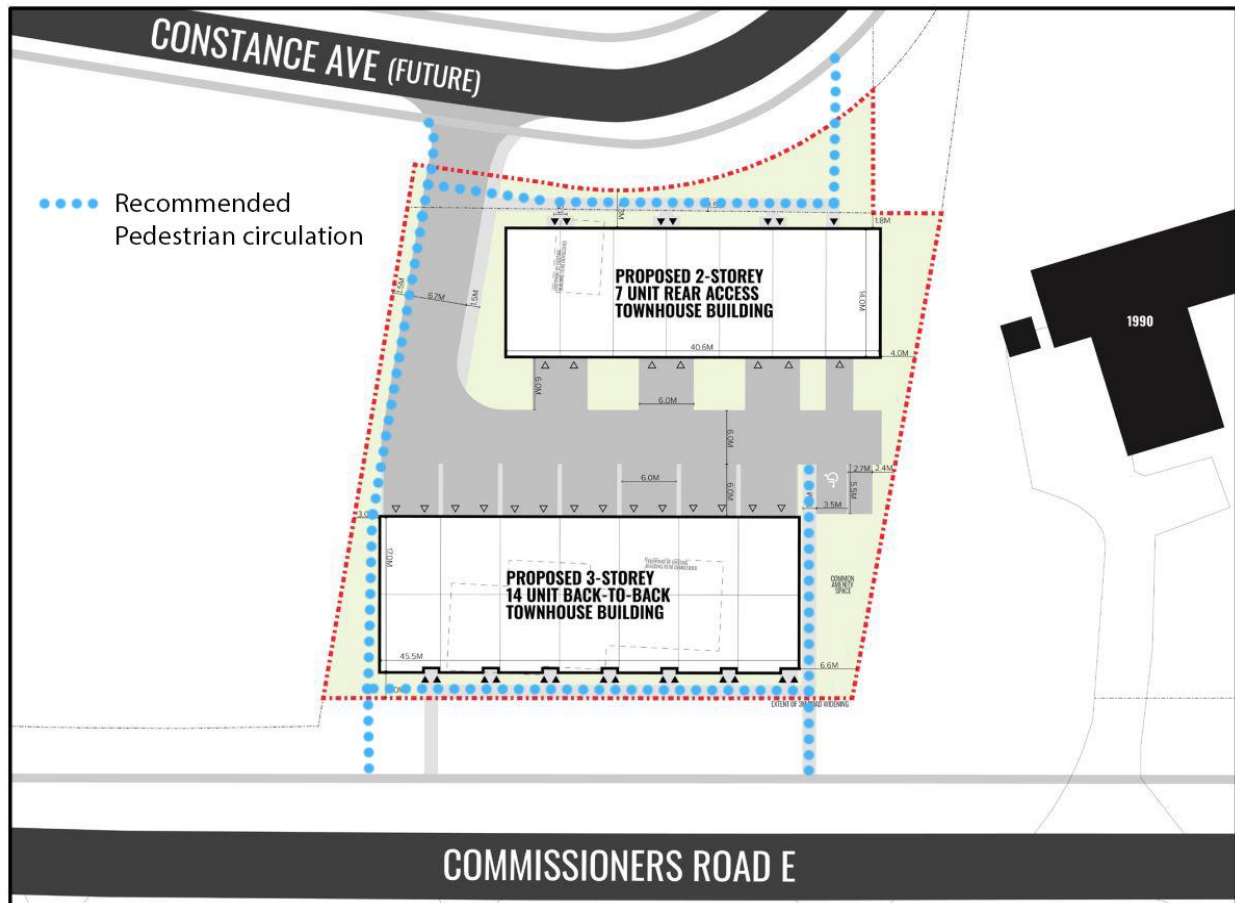 CONSTANCE AVE (FUTURE)
Recommended
Pedestrian circulation
1.8M
PROPOSED 2-STOREY
7 UNIT REAR ACCESS
TOWNHOUSE BUILDING
14.0M
1990
1.5M
6.7M
1.5M
40.6M
4.0M
6.0M
6.0M
6.0M
2.7M
2.4M
6.0M
6.0M
5.5M
3.5M
17.0M
PROPOSED 3-STOREY
14 UNIT BACK-TO-BACK
TOWNHOUSE BUILDING
COMMON
AMENITY
SPACE
45.5M
6.6M
EXTENT OF 3M ROAD WIDENING
COMMISSIONERS ROAD E